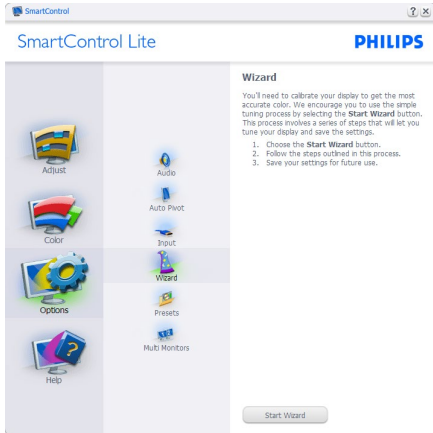 SmartControl
? ×
SmartControl Lite
PHILIPS
Adjust
Color
Options
Help
Audio
Auto Pivot
Input
Wizard
Presets
Multi Monitors
Wizard
You'll need to calibrate your display to get the most
accurate color. We encourage you to use the simple
tuning process by selecting the Start Wizard button.
This process involves a series of steps that will let you
tune your display and save the settings.
1. Choose the Start Wizard button.
2. Follow the steps outlined in this process.
3. Save your settings for future use.
Start Wizard